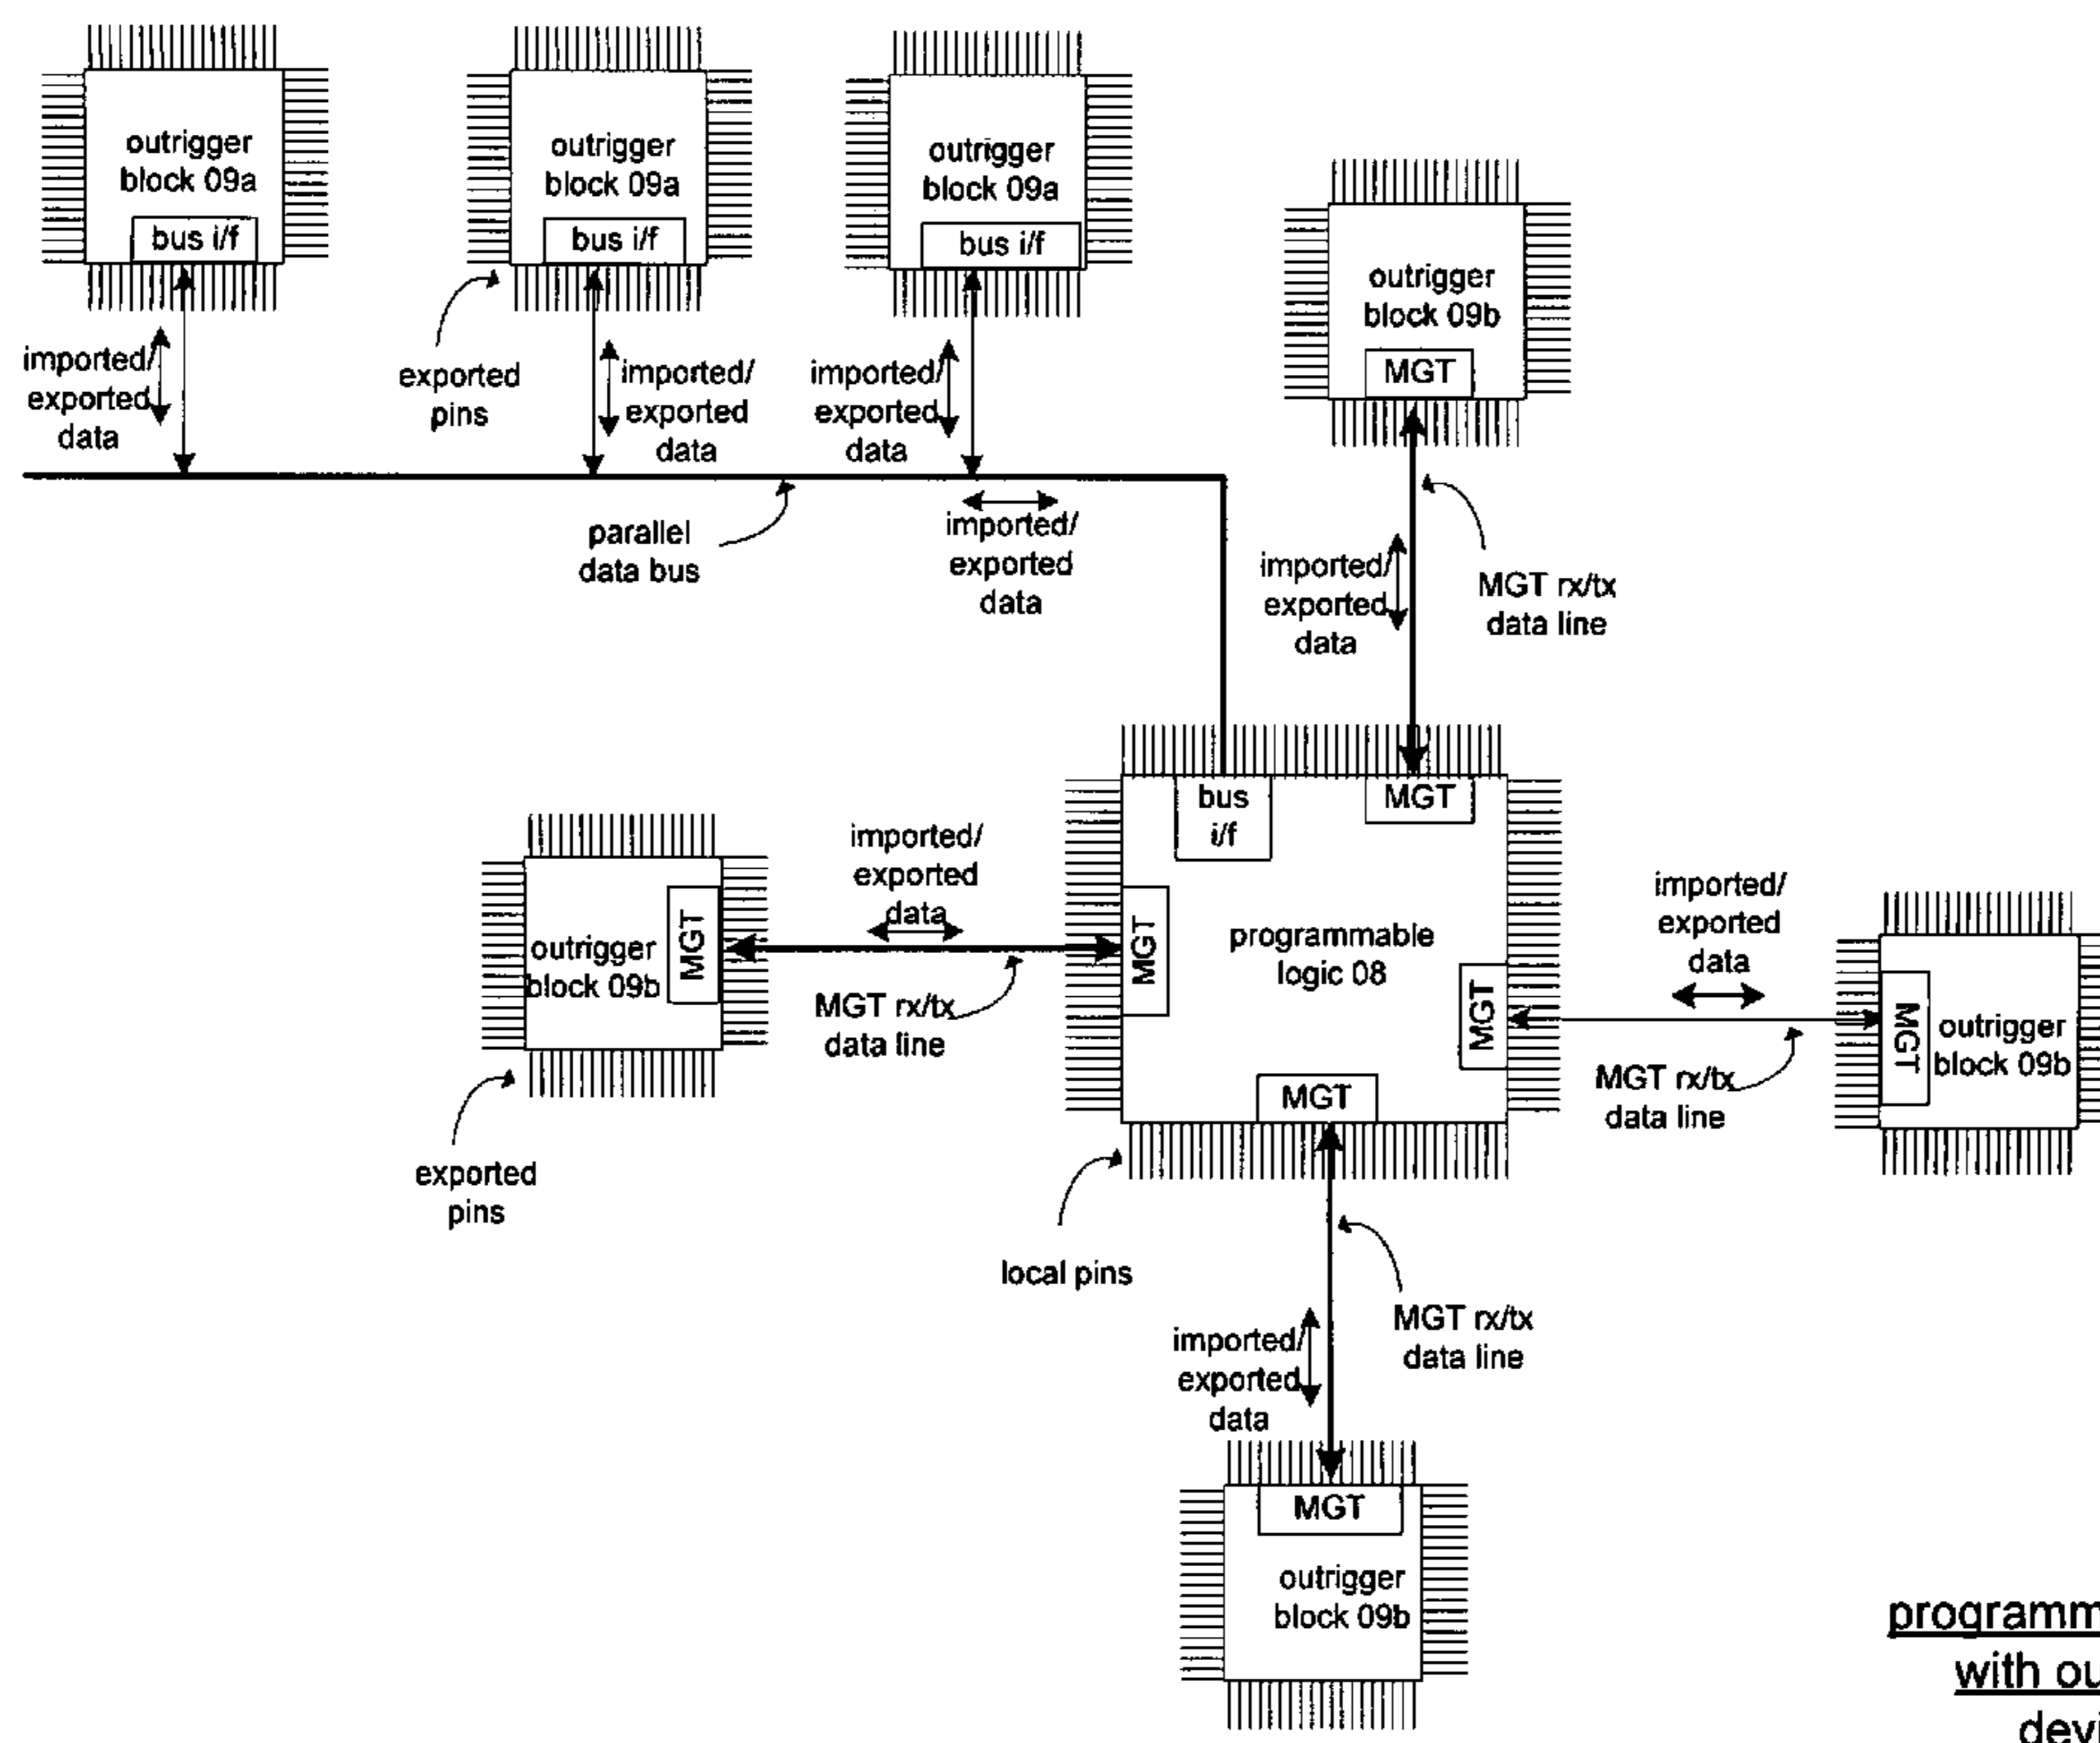 outrigger
block 09a
bus i/f
outrigger
block 09a
bus i/f
outrigger
block 09a
bus i/f
outrigger
block 09b
MGT
imported/
exported
data
exported
pins
imported/
exported
data
imported/
exported
data
parallel
data bus
imported/
exported
data
imported/
exported
data
MGT rx/tx
data line
bus
i/f
MGT
MGT
programmable
logic 08
MGT
MGT
outrigger
block 09b
MGT
imported/
exported
data
MGT rx/tx
data line
exported
pins
imported/
exported
data
MGT rx/tx
data line
MGT
outrigger
block 09b
local pins
MGT rx/tx
data line
imported/
exported
data
MGT
outrigger
block 09b
programm
with ou
devi